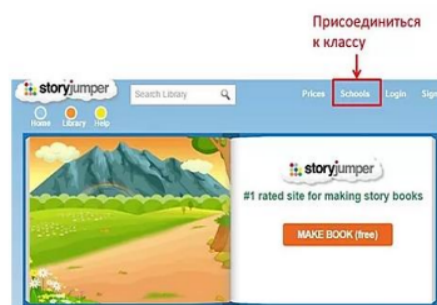 Присоединиться
к классу
storyjumper
Search Library
Prices Schools Login Sign
Home Library Help
storyjumper
#1 rated site for making story books
MAKE BOOK (free)